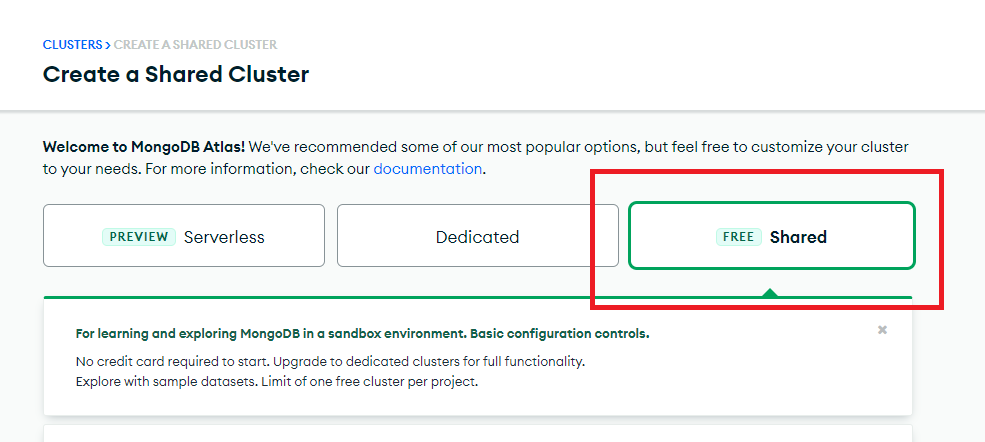 CLUSTERS > CREATE A SHARED CLUSTER
Create a Shared Cluster
Welcome to MongoDB Atlas! We've recommended some of our most popular options, but feel free to customize your cluster
to your needs. For more information, check our documentation.
PREVIEW Serverless
Dedicated
FREE Shared
For learning and exploring MongoDB in a sandbox environment. Basic configuration controls.
No credit card required to start. Upgrade to dedicated clusters for full functionality.
Explore with sample datasets. Limit of one free cluster per project.